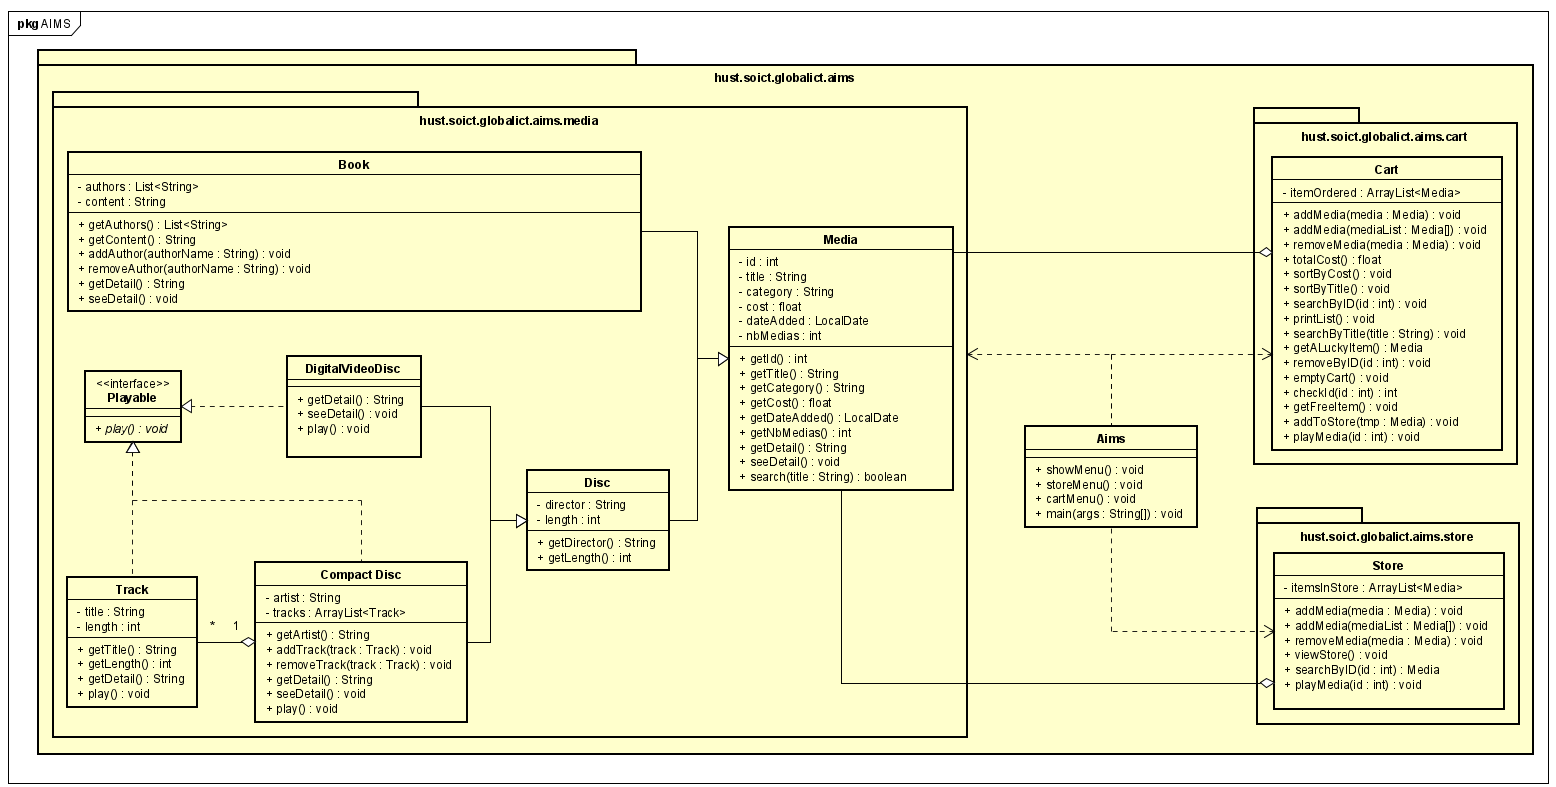 pkg AIMS
hust.soict.globalict.aims
hust.soict.globalict.aims.media
Book
- authors : List<String>
- content : String
+ getAuthors() : List<String>
+ getContent() : String
+ addAuthor(authorName : String) : void
+ removeAuthor(authorName : String) : void
+ getDetail() : String
+ seeDetail() : void
<<interface>>
Playable
+ play() : void
DigitalVideoDisc
+ getDetail() : String
+ seeDetail() : void
+ play() : void
Disc
- director : String
- length : int
+ getDirector() : String
+ getLength() : int
Track
- title : String
- length : int
+ getTitle() : String
+ getLength() : int
+ getDetail() : String
+ play() : void
* 1
Compact Disc
- artist : String
- tracks : ArrayList<Track>
+ getArtist() : String
+ addTrack(track : Track) : void
+ removeTrack(track : Track) : void
+ getDetail() : String
+ seeDetail() : void
+ play() : void
Media
- id : int
- title : String
- category : String
- cost : float
- dateAdded : LocalDate
- nbMedias : int
+ getId() : int
+ getTitle() : String
+ getCategory() : String
+ getCost() : float
+ getDateAdded() : LocalDate
+ getNbMedias() : int
+ getDetail() : String
+ seeDetail() : void
+ search(title : String) : boolean
Aims
+ showMenu() : void
+ storeMenu() : void
+ cartMenu() : void
+ main(args : String[]) : void
hust.soict.globalict.aims.cart
Cart
- itemOrdered : ArrayList<Media>
+ addMedia(media : Media) : void
+ addMedia(mediaList : Media[]) : void
+ removeMedia(media : Media) : void
+ totalCost() : float
+ sortByCost() : void
+ sortByTitle() : void
+ searchByID(id : int) : void
+ printList() : void
+ searchByTitle(title : String) : void
+ getALuckyItem() : Media
+ removeByID(id : int) : void
+ emptyCart() : void
+ checkId(id : int) : int
+ getFreeItem() : void
+ addToStore(tmp : Media) : void
+ playMedia(id : int) : void
hust.soict.globalict.aims.store
Store
- itemsInStore : ArrayList<Media>
+ addMedia(media : Media) : void
+ addMedia(mediaList : Media[]) : void
+ removeMedia(media : Media) : void
+ viewStore() : void
+ searchByID(id : int) : Media
+ playMedia(id : int) : void